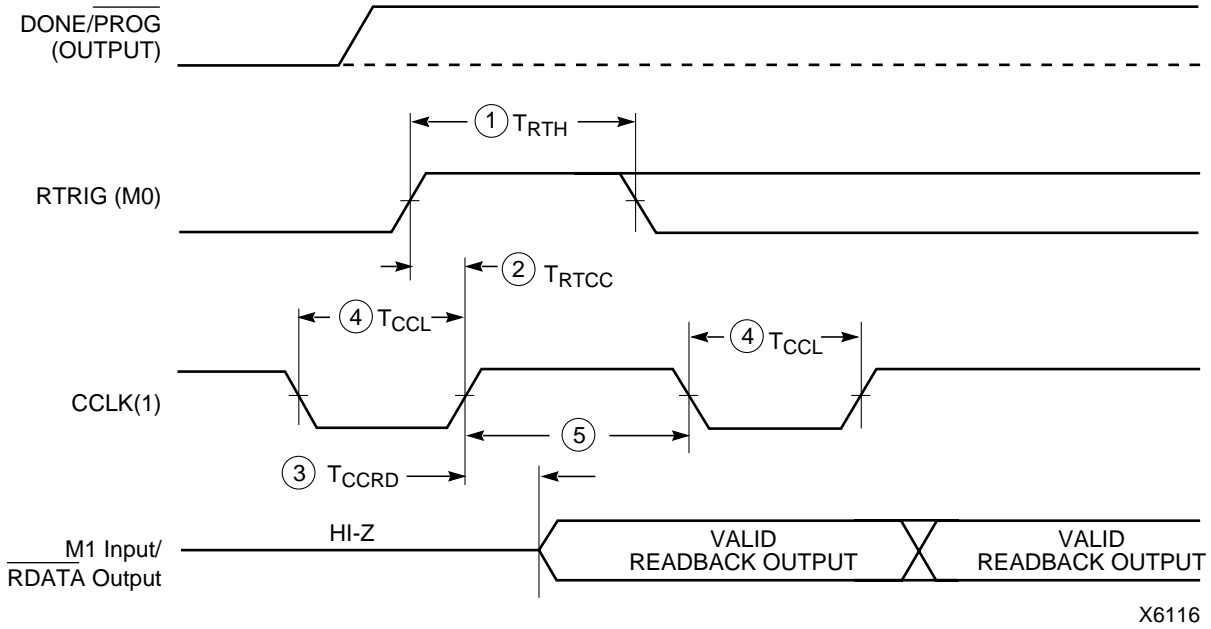 DONE/PROG
(OUTPUT)
1 TRTH
RTRIG (M0)
2 TRTCC
4 TCCL
4 TCCL
CCLK(1)
5
3 TCCRD
HI-Z
M1 Input/
RDATA Output
VALID
READBACK OUTPUT
VALID
READBACK OUTPUT
X6116